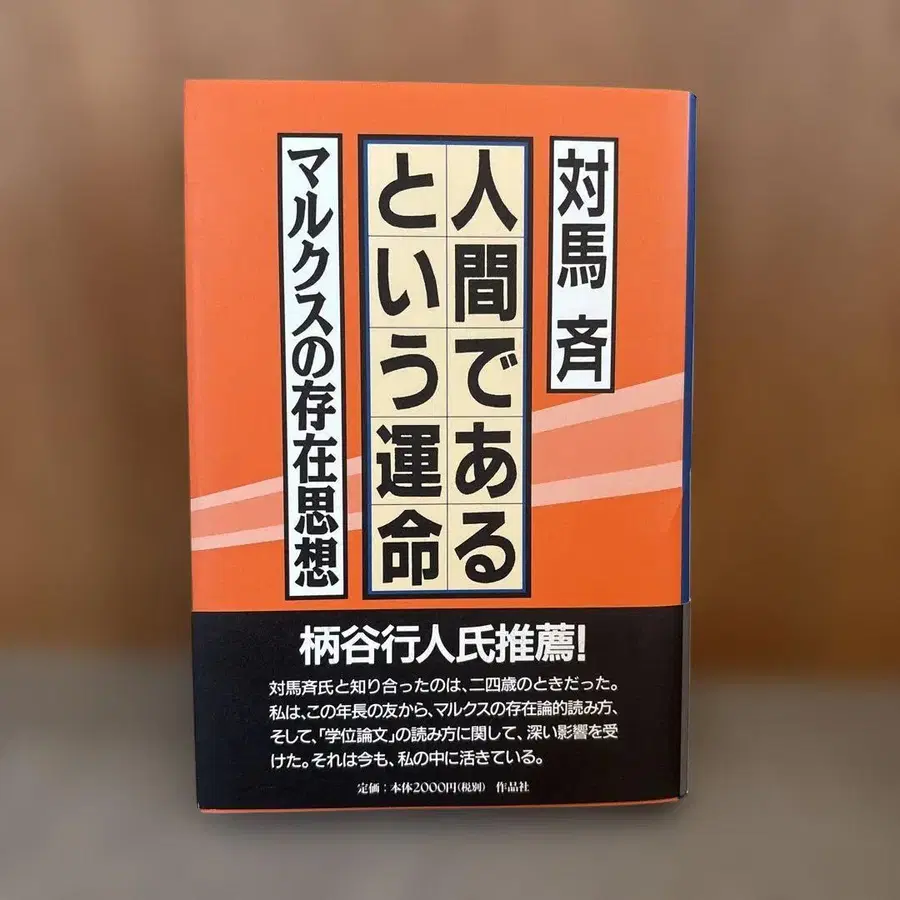 対馬 斉
人間である
という運命
マルクスの存在思想
柄谷行人氏推薦!
対馬斉氏と知り合ったのは、二四歳のときだった。
私は、この年長の友から、マルクスの存在論的読み方、
そして、「学位論文」の読み方に関して、深い影響を受
けた。それは今も、私の中に活きている。
定価:本体2000円(税別) 作品社